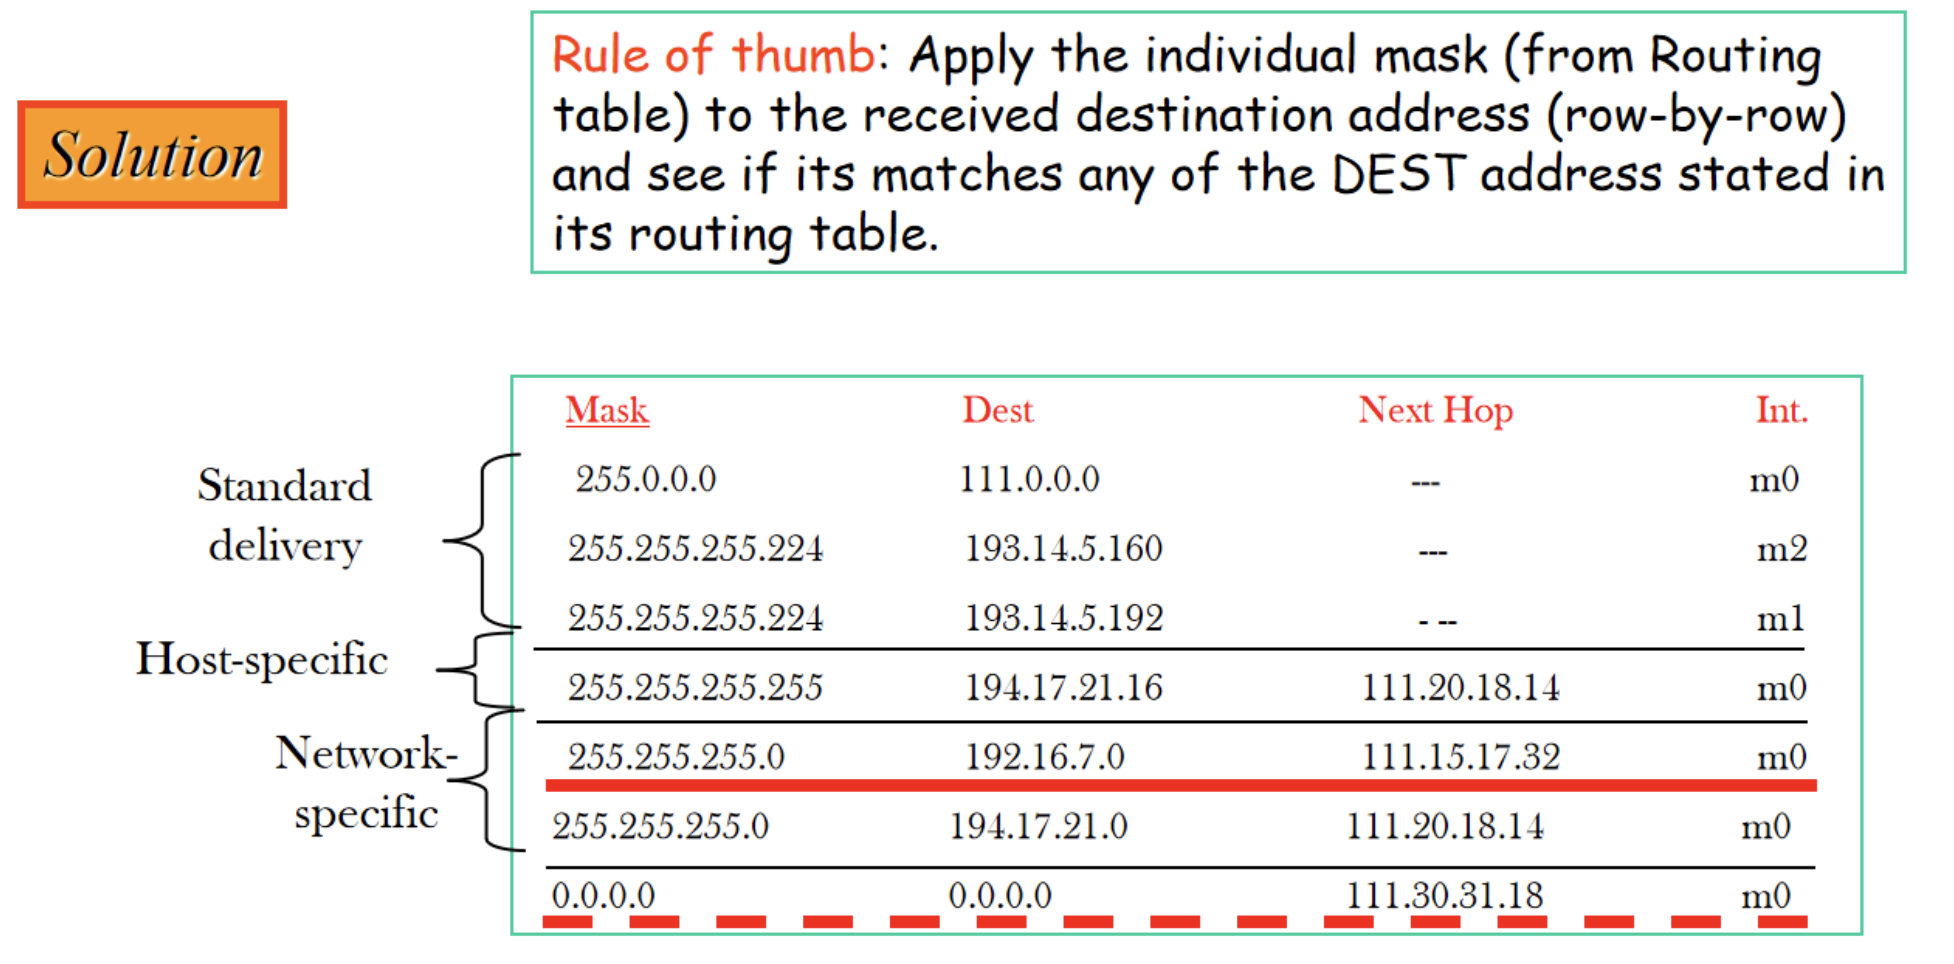 Rule of thumb: Apply the individual mask (from Routing
table) to the received destination address (row-by-row)
and see if its matches any of the DEST address stated in
its routing table.
Solution
Mask Dest Next Hop Int.
Standard
delivery
255.0.0.0 111.0.0.0 --- m0
255.255.255.224 193.14.5.160 --- m2
255.255.255.224 193.14.5.192 - -- m1
Host-specific
255.255.255.255 194.17.21.16 111.20.18.14 m0
Network-
specific
255.255.255.0 192.16.7.0 111.15.17.32 m0
255.255.255.0 194.17.21.0 111.20.18.14 m0
0.0.0.0 0.0.0.0 111.30.31.18 m0